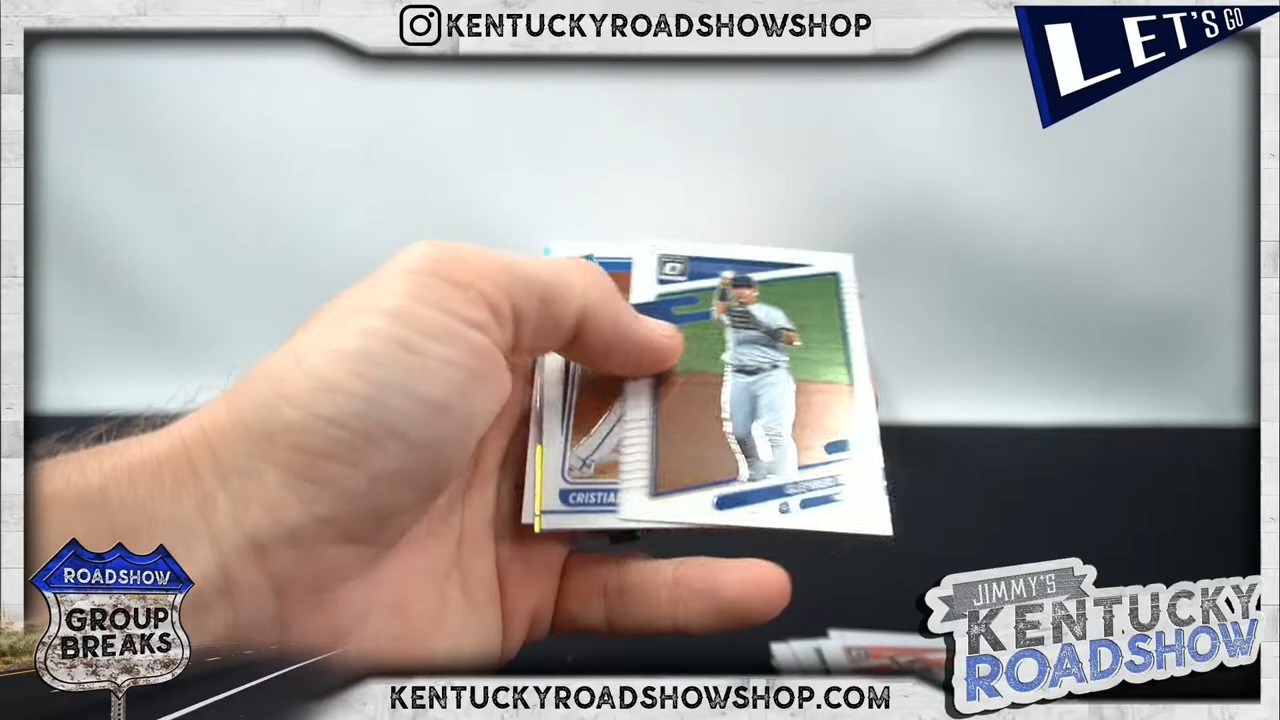 KENTUCKYROADSHOWSHOP
LET'S GO
CRISTIA
ROADSHOW
GROUP
BREAKS
JIMMY'S
KENTUCKY
ROADSHOW
KENTUCKYROADSHOWSHOP.COM